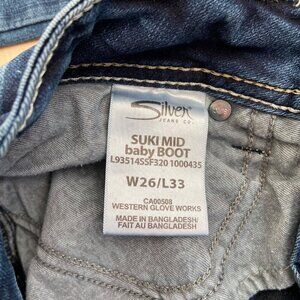 Silver
JEANS CO.
SUKI MID
baby BOOT
L93514SSF320 1000435
W26/L33
CA00508
WESTERN GLOVE WORKS
MADE IN BANGLADESH/
FAIT AU BANGLADESH